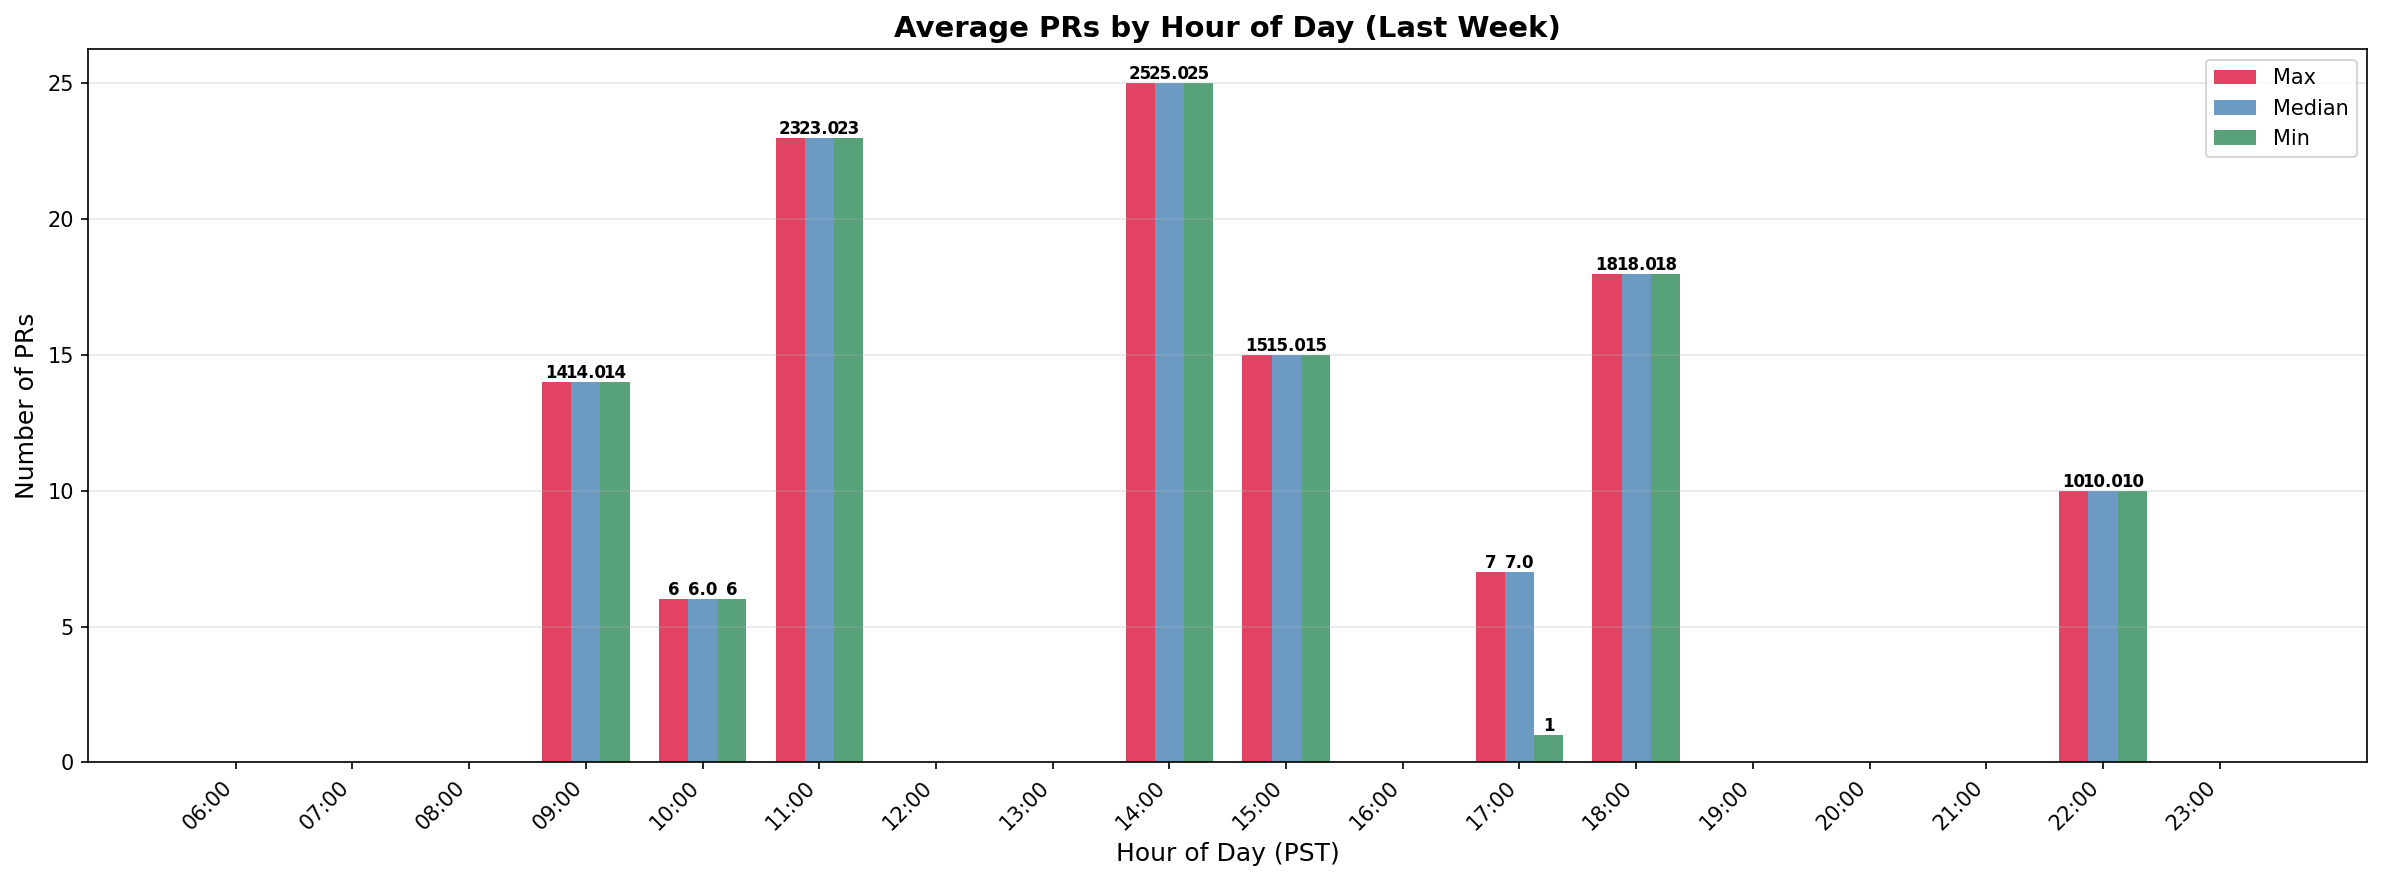 Average PRs by Hour of Day (Last Week)
Max
Median
Min
Number of PRs
25
20
15
10
5
0
14 14.0 14
6 6.0 6
23 23.0 23
25 25.0 25
15 15.0 15
7 7.0 1
18 18.0 18
10 10.0 10
06:00 07:00 08:00 09:00 10:00 11:00 12:00 13:00 14:00 15:00 16:00 17:00 18:00 19:00 20:00 21:00 22:00 23:00
Hour of Day (PST)